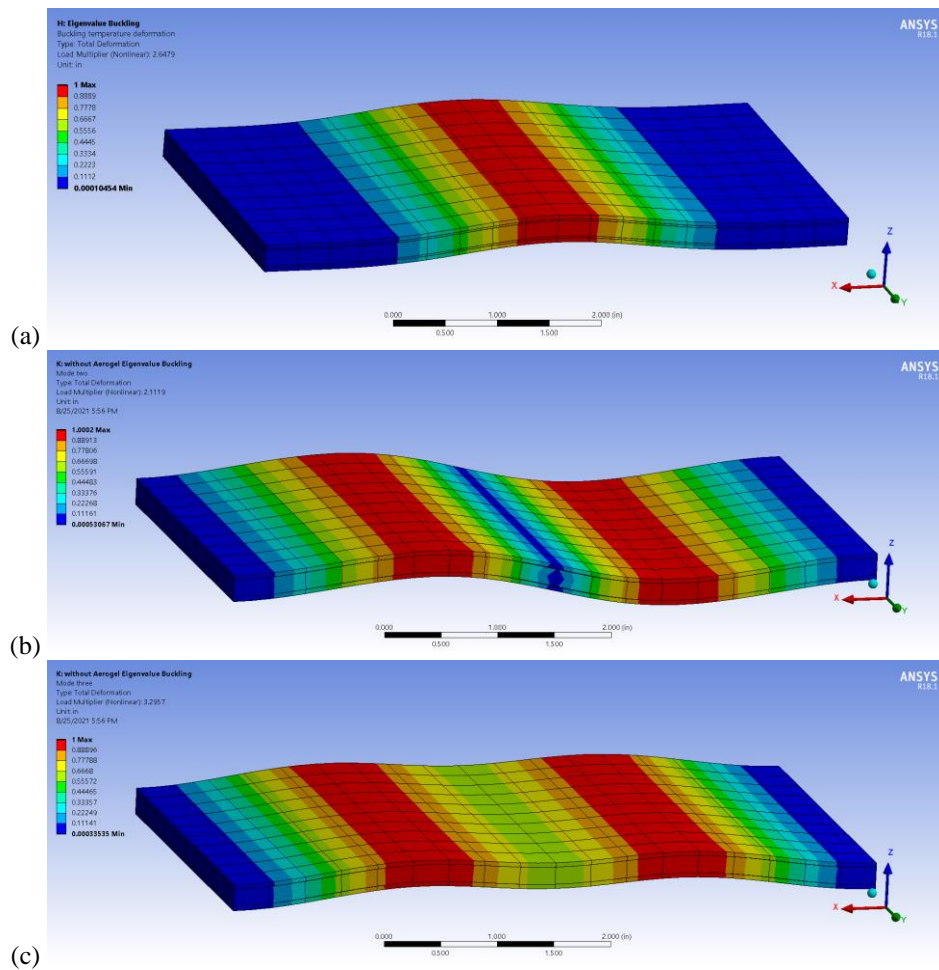 H: Eigenvalue Buckling
Buckling temperature deformation
Type: Total Deformation
Load Multiplier (Nonlinear): 2.6479
Unit: in
1 Max
0.8889
0.7778
0.6667
0.5556
0.4445
0.3334
0.2223
0.1112
0.00010454 Min
ANSYS
R18.1
Z
X
Y
0.000 1.000 2.000 (in)
0.500 1.500
(a)
K: without Aerogel Eigenvalue Buckling
Mode two
Type: Total Deformation
Load Multiplier (Nonlinear): 2.1119
Unit: in
8/25/2021 5:56 PM
1.0002 Max
0.88913
0.77806
0.66698
0.55591
0.44483
0.33376
0.22268
0.11161
0.00053067 Min
ANSYS
R18.1
Z
X
Y
0.000 1.000 2.000 (in)
0.500 1.500
(b)
K: without Aerogel Eigenvalue Buckling
Mode three
Type: Total Deformation
Load Multiplier (Nonlinear): 3.2957
Unit: in
8/25/2021 5:56 PM
1 Max
0.88896
0.77788
0.6668
0.55572
0.44465
0.33357
0.22249
0.11141
0.00033535 Min
ANSYS
R18.1
Z
X
Y
0.000 1.000 2.000 (in)
0.500 1.500
(c)